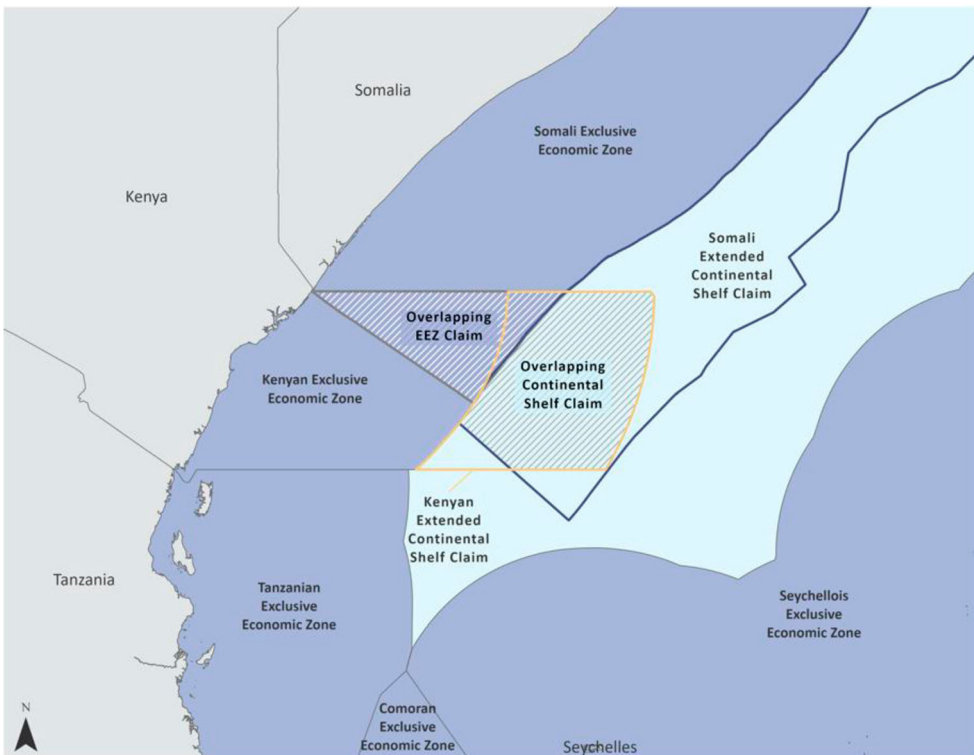 Somalia
Somali Exclusive
Economic Zone
Kenya
Somali
Extended
Continental
Shelf Claim
Overlapping
EEZ Claim
Overlapping
Continental
Shelf Claim
Kenyan Exclusive
Economic Zone
Kenyan
Extended
Continental
Shelf Claim
Tanzania
Tanzanian
Exclusive
Economic Zone
Seychellois
Exclusive
Economic Zone
Comoran
Exclusive
Economic Zone
Seychelles
N